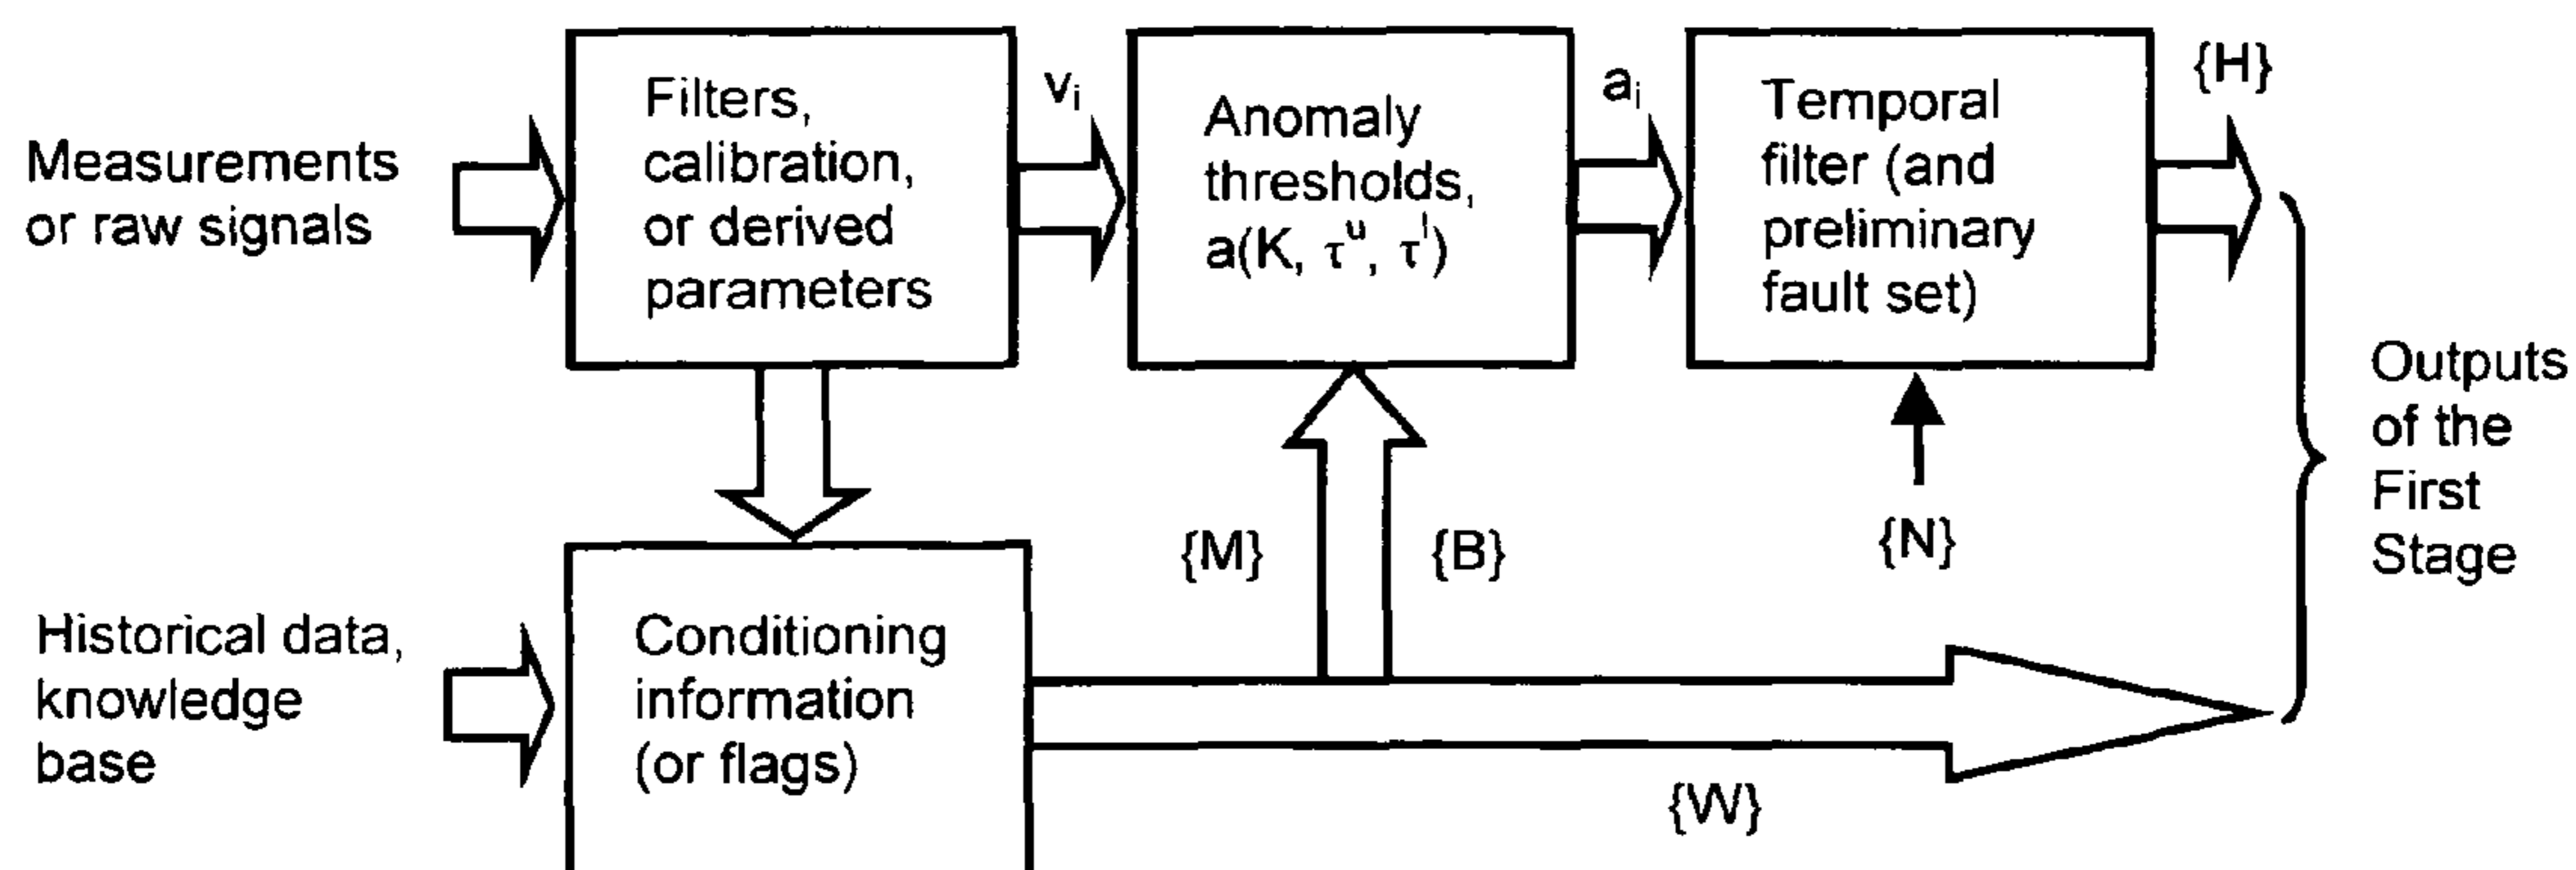 Measurements
or raw signals
Filters,
calibration,
or derived
parameters
vi
Anomaly
thresholds,
a(K, τᵘ, τˡ)
ai
Temporal
filter (and
preliminary
fault set)
{H}
Outputs
of the
First
Stage
{M}
{B}
{N}
Historical data,
knowledge
base
Conditioning
information
(or flags)
{W}